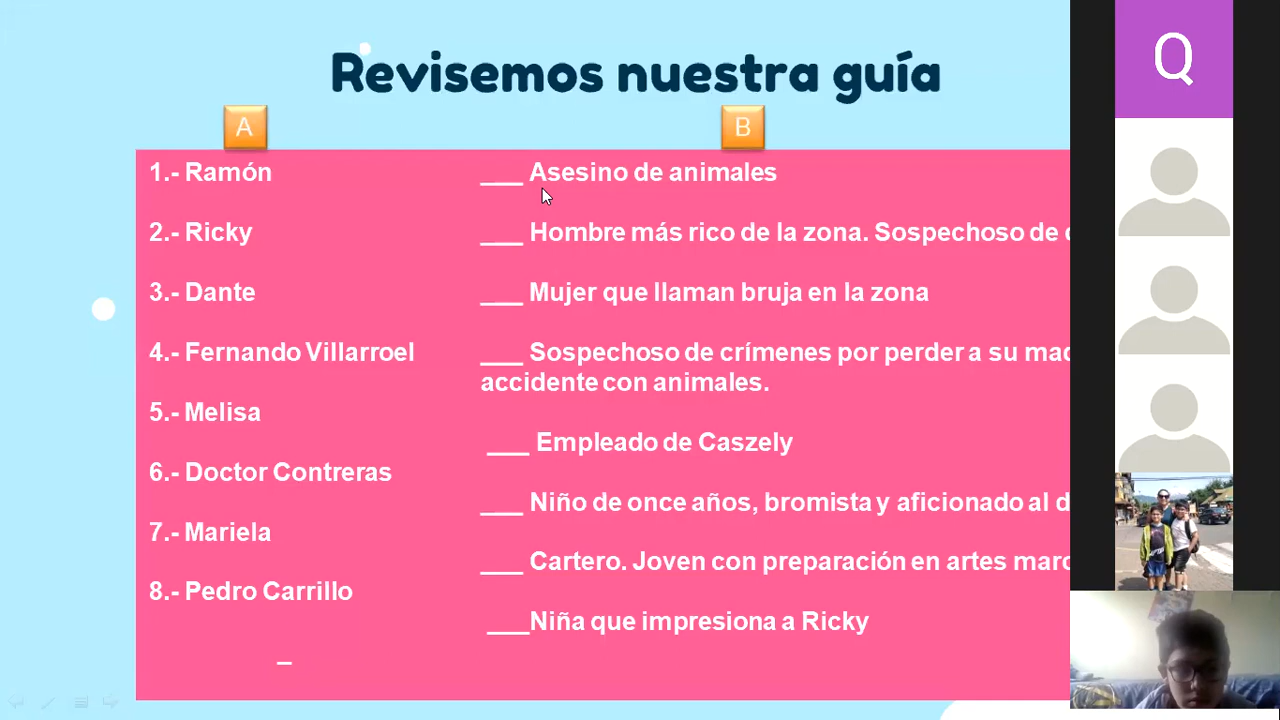 Revisemos nuestra guía
A
B
1.- Ramón
___ Asesino de animales
2.- Ricky
___ Hombre más rico de la zona. Sospechoso de
3.- Dante
___ Mujer que llaman bruja en la zona
4.- Fernando Villarroel
___ Sospechoso de crímenes por perder a su
accidente con animales.
5.- Melisa
___ Empleado de Caszely
6.- Doctor Contreras
___ Niño de once años, bromista y aficionado al
7.- Mariela
___ Cartero. Joven con preparación en artes
8.- Pedro Carrillo
___Niña que impresiona a Ricky
_
Q